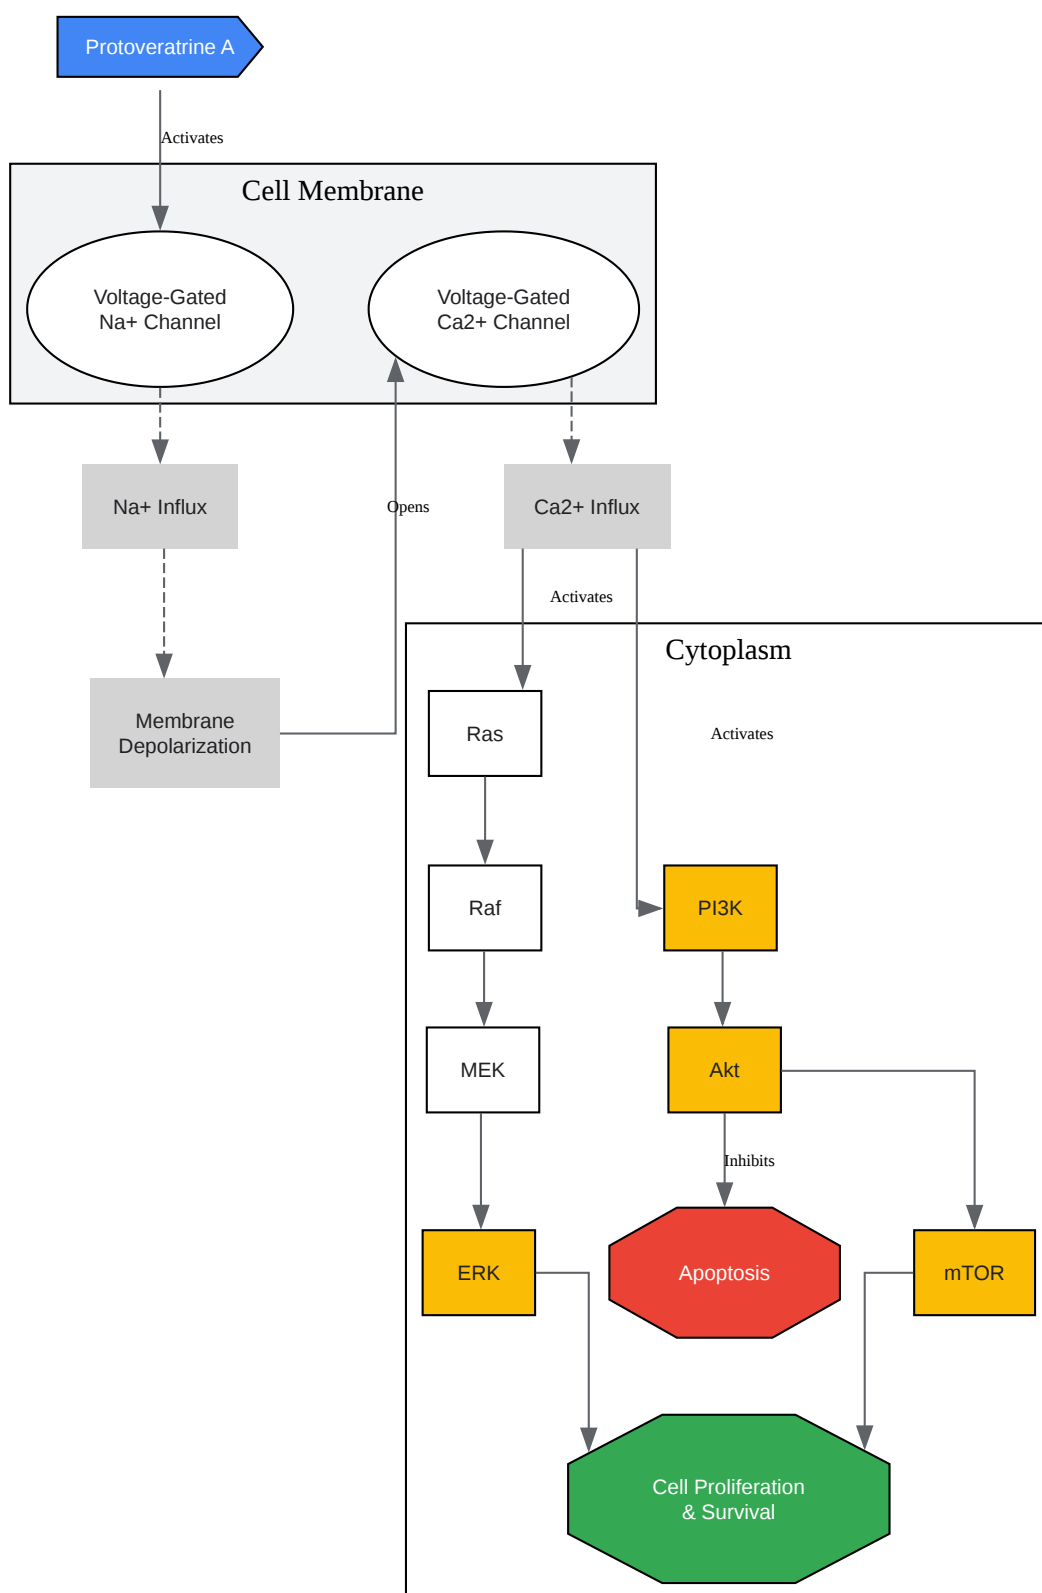 Protoveratrine A
Activates
Cell Membrane
Voltage-Gated
Na+ Channel
Voltage-Gated
Ca2+ Channel
Na+ Influx
Opens
Ca2+ Influx
Activates
Cytoplasm
Membrane
Depolarization
Ras
Activates
Raf
PI3K
MEK
Akt
Inhibits
ERK
Apoptosis
mTOR
Cell Proliferation
& Survival